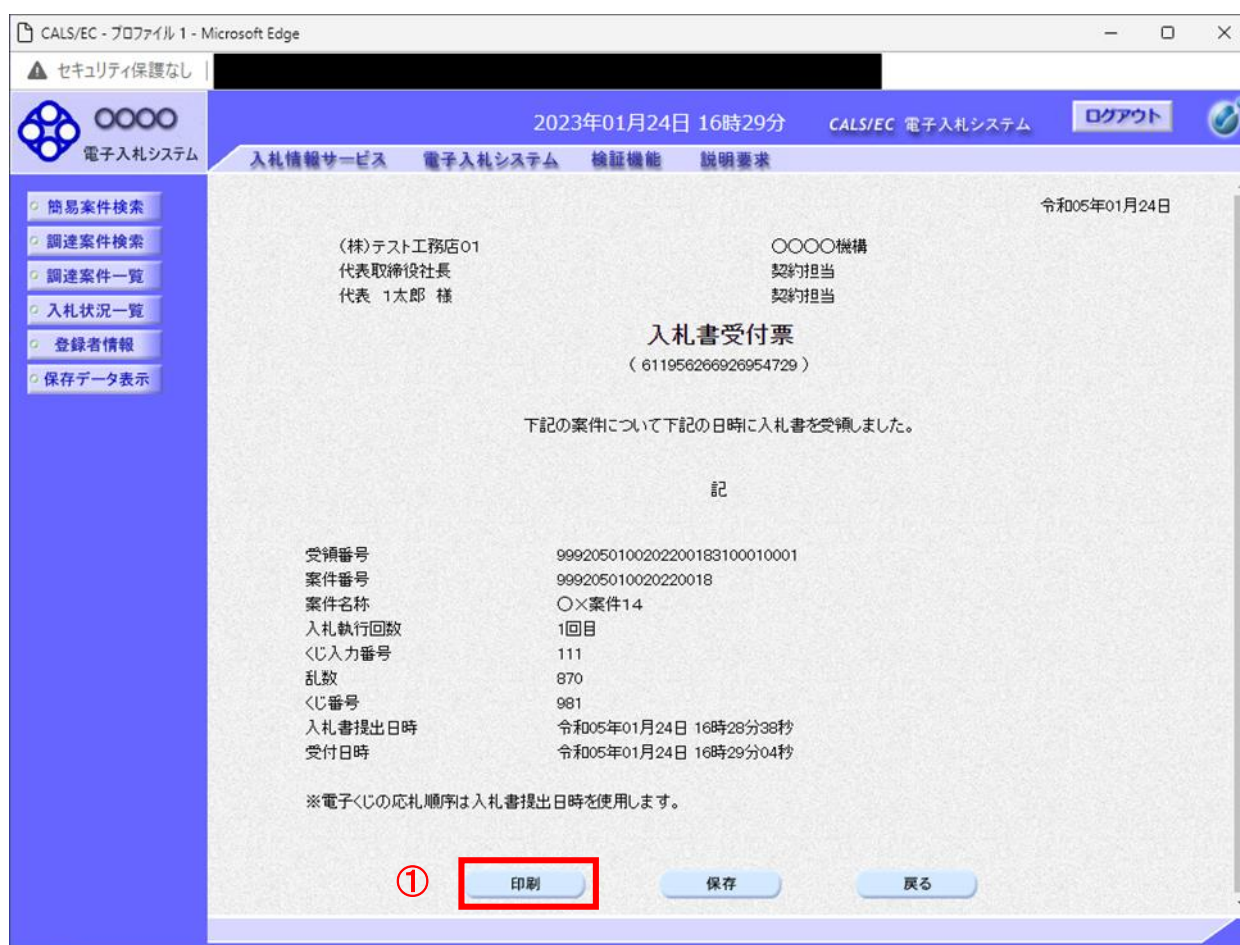 CALS/EC - プロファイル 1 - Microsoft Edge
セキュリティ保護なし
〇〇〇〇
電子入札システム
2023年01月24日 16時29分
CALS/EC 電子入札システム
ログアウト
入札情報サービス 電子入札システム 検証機能 説明要求
簡易案件検索
調達案件検索
調達案件一覧
入札状況一覧
登録者情報
保存データ表示
令和05年01月24日
(株)テスト工務店01
代表取締役社長
代表 1太郎 様
〇〇〇〇機構
契約担当
契約担当
入札書受付票
( 611956266926954729 )
下記の案件について下記の日時に入札書を受領しました。
記
受領番号 99920501002022001831​00010001
案件番号 999205010020220018
案件名称 〇×案件14
入札執行回数 1回目
くじ入力番号 111
乱数 870
くじ番号 981
入札書提出日時 令和05年01月24日 16時28分38秒
受付日時 令和05年01月24日 16時29分04秒
※電子くじの応札順序は入札書提出日時を使用します。
① 印刷 保存 戻る